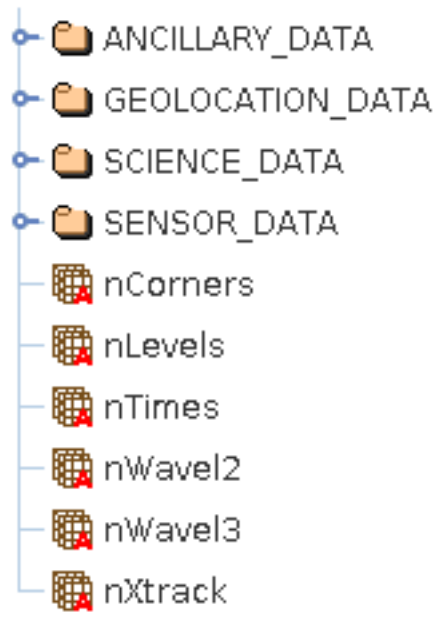 ANCILLARY_DATA
GEOLOCATION_DATA
SCIENCE_DATA
SENSOR_DATA
nCorners
nLevels
nTimes
nWavel2
nWavel3
nXtrack